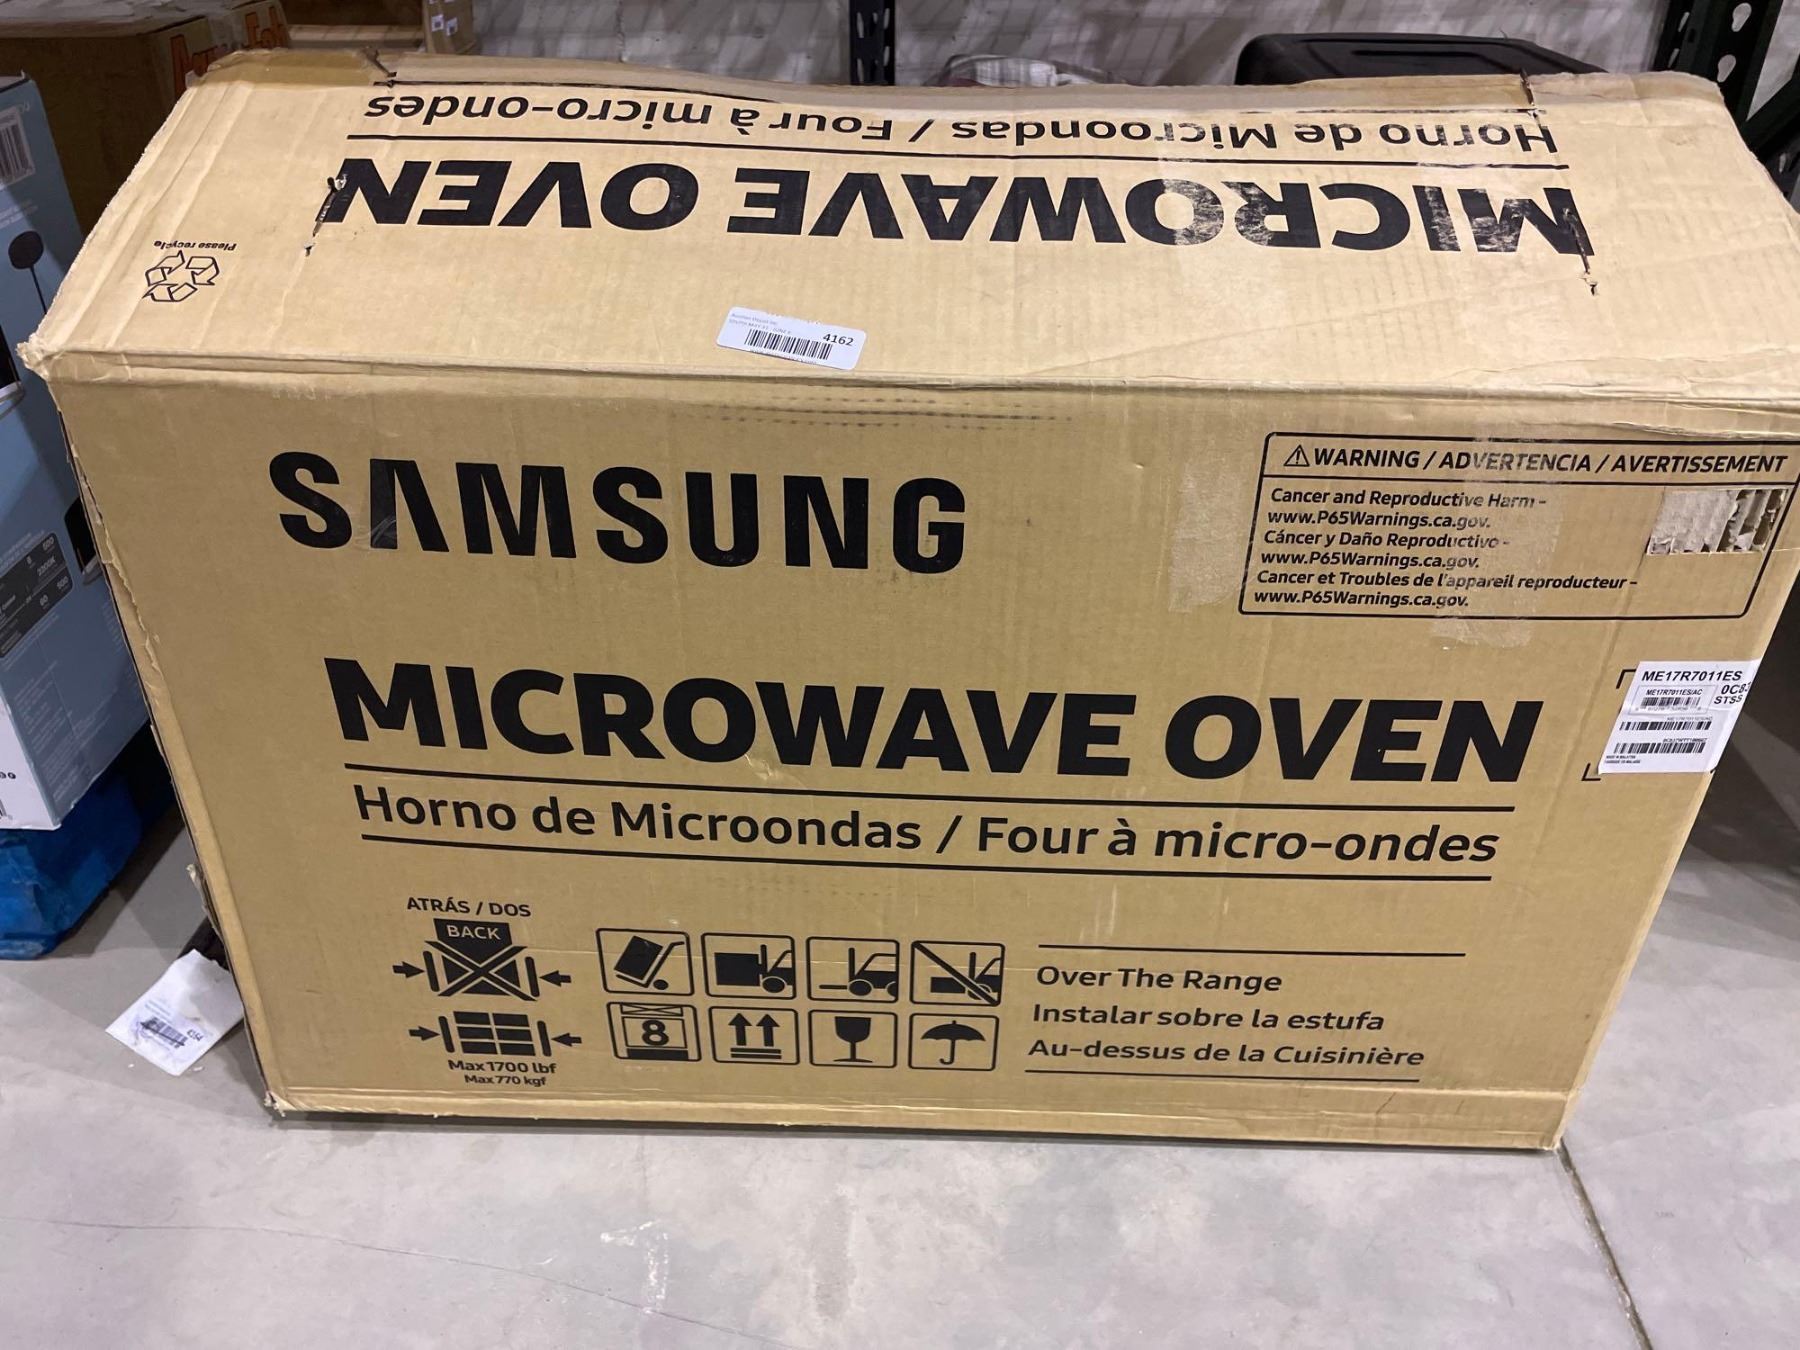 Horno de Microondas / Four à micro-ondes
MICROWAVE OVEN
Please recycle
4162
SAMSUNG
⚠ WARNING / ADVERTENCIA / AVERTISSEMENT
Cancer and Reproductive Harm -
www.P65Warnings.ca.gov.
Cáncer y Daño Reproductivo -
www.P65Warnings.ca.gov.
Cancer et Troubles de l'appareil reproducteur -
www.P65Warnings.ca.gov.
ME17R7011ES
ME17R7011ES/AC
0C83
STSS
MICROWAVE OVEN
Horno de Microondas / Four à micro-ondes
ATRÁS / DOS
BACK
Max 1700 lbf
Max 770 kgf
8
Over The Range
Instalar sobre la estufa
Au-dessus de la Cuisinière